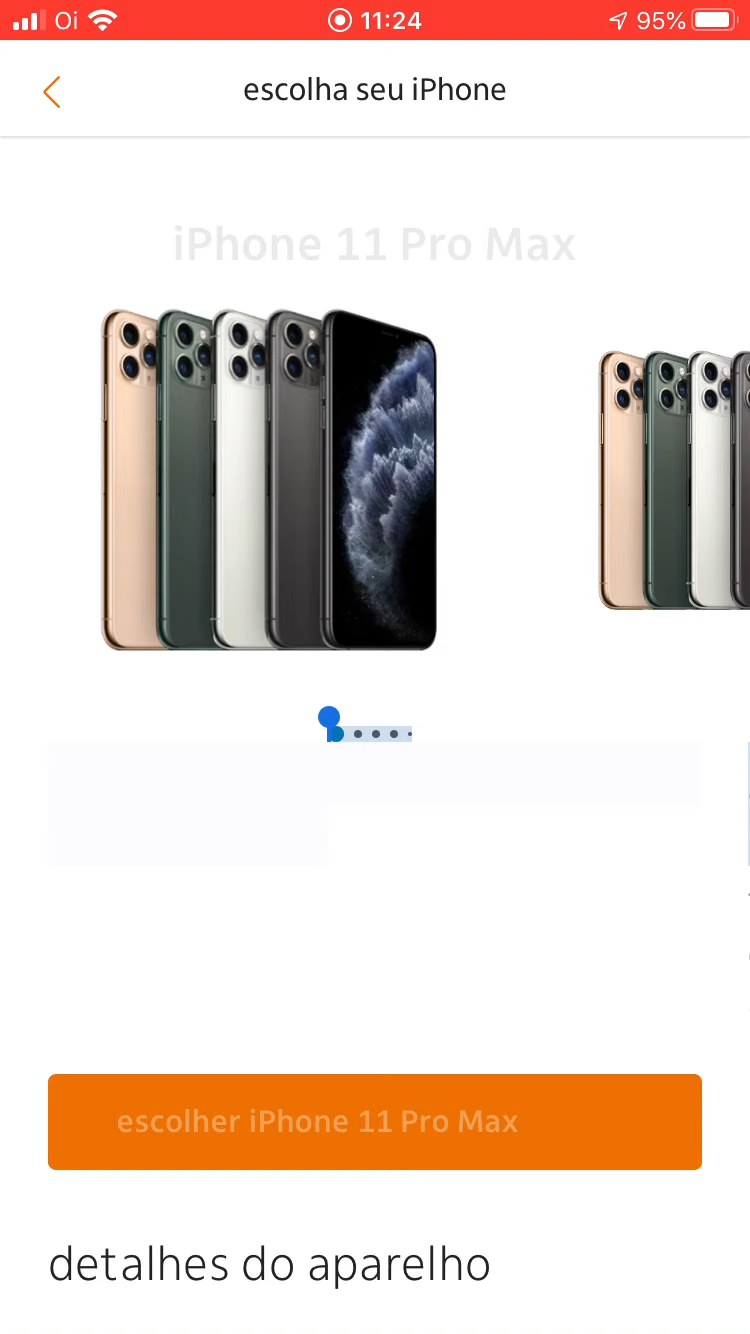 Oi 11:24 95%
escolha seu iPhone
iPhone 11 Pro Max
escolher iPhone 11 Pro Max
detalhes do aparelho